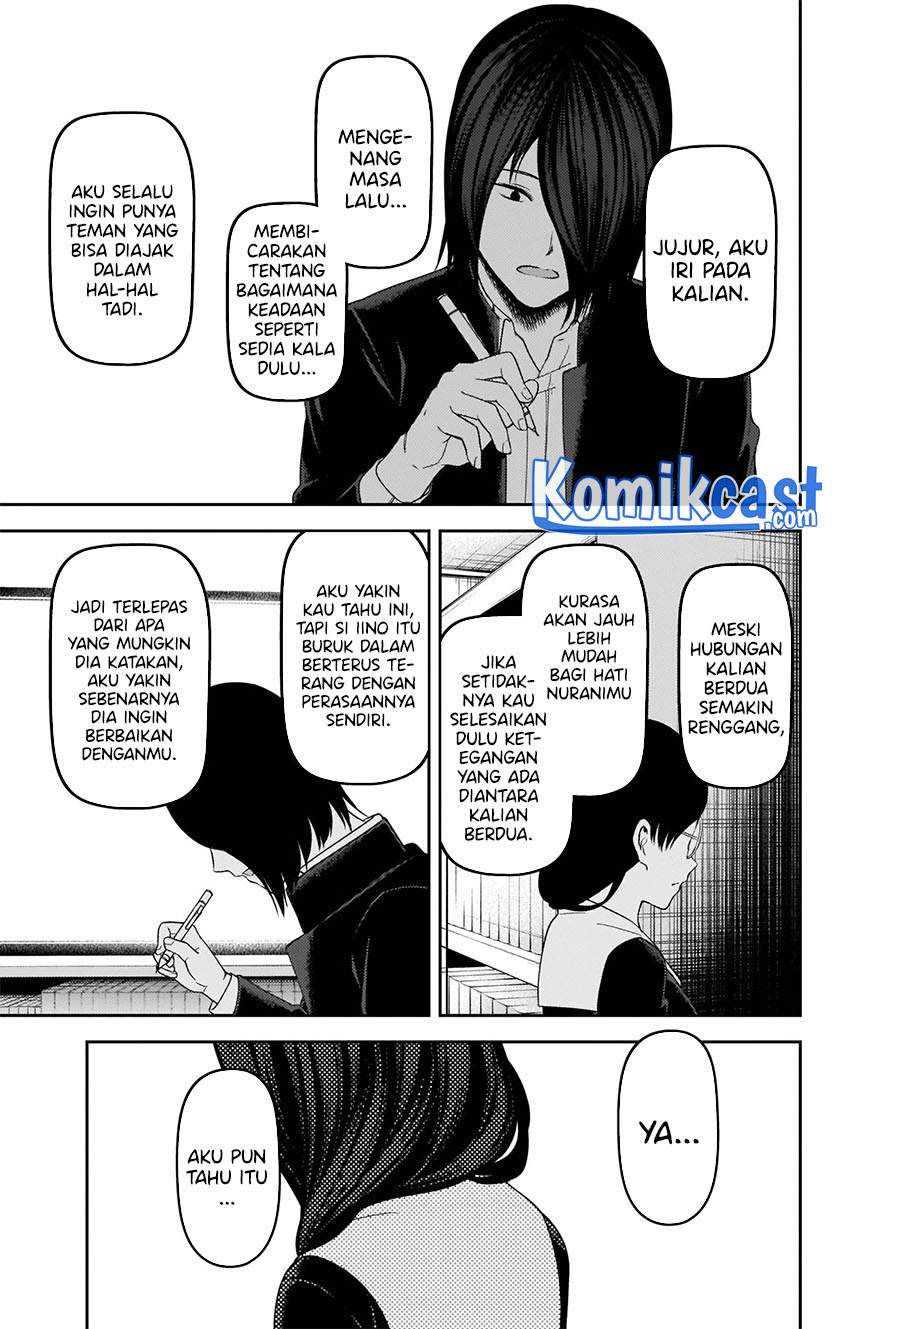 JUJUR, AKU
IRI PADA
KALIAN.
MENGE-
NANG
MASA
LALU...
MEMBI-
CARAKAN
TENTANG
BAGAIMANA
KEADAAN
SEPERTI
SEDIA KALA
DULU...
AKU SELALU
INGIN PUNYA
TEMAN YANG
BISA DIAJAK
DALAM
HAL-HAL
TADI.
Komikcast
.com
MESKI
HUBUNGAN
KALIAN
BERDUA
SEMAKIN
RENGGANG,
KURASA
AKAN JAUH
LEBIH
MUDAH
BAGI HATI
NURANIMU
JIKA
SETIDAK-
NYA KAU
SELESAIKAN
DULU KET-
EGANGAN
YANG ADA
DIANTARA
KALIAN
BERDUA.
AKU YAKIN
KAU TAHU INI,
TAPI SI IINO ITU
BURUK DALAM
BERTERUS TE-
RANG DENGAN
PERASAANNYA
SENDIRI.
JADI TERLEPAS
DARI APA
YANG MUNGKIN
DIA KATAKAN,
AKU YAKIN
SEBENARNYA
DIA INGIN
BERBAIKAN
DENGANMU.
YA...
AKU PUN
TAHU ITU
...